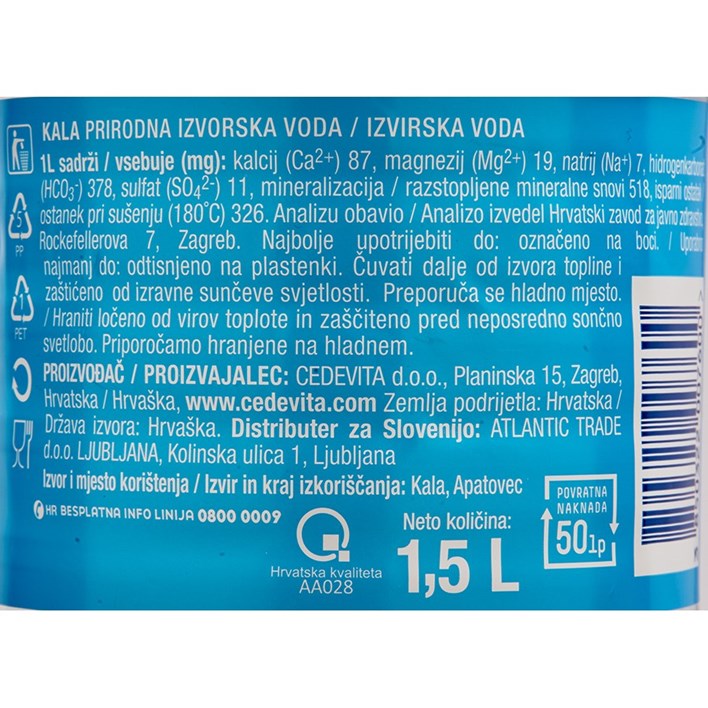 KALA PRIRODNA IZVORSKA VODA / IZVIRSKA VODA
1L sadrži / vsebuje (mg): kalcij (Ca2+) 87, magnezij (Mg2+) 19, natrij (Na+) 7, hidrogenkarbonat
(HCO3-) 378, sulfat (SO4 2-) 11, mineralizacija / razstopljene mineralne snovi 518, isparni ostatak
ostanek pri sušenju (180°C) 326. Analizu obavio / Analizo izvedel Hrvatski zavod za javno zdravstvo,
Rockefellerova 7, Zagreb. Najbolje upotrijebiti do: označeno na boci. / Uporabno
najmanj do: odtisnjeno na plastenki. Čuvati dalje od izvora topline i
zaštićeno od izravne sunčeve svjetlosti. Preporuča se hladno mjesto.
/ Hraniti ločeno od virov toplote in zaščiteno pred neposredno sončno
svetlobo. Priporočamo hranjene na hladnem.
PROIZVOĐAČ / PROIZVAJALEC: CEDEVITA d.o.o., Planinska 15, Zagreb,
Hrvatska / Hrvaška, www.cedevita.com Zemlja podrijetla: Hrvatska /
Država izvora: Hrvaška. Distributer za Slovenijo: ATLANTIC TRADE
d.o.o. LJUBLJANA, Kolinska ulica 1, Ljubljana
Izvor i mjesto korištenja / Izvir in kraj izkoriščanja: Kala, Apatovec
HR BESPLATNA INFO LINIJA 0800 0009
5
PP
1
PET
Hrvatska kvaliteta
AA028
Neto količina:
1,5 L
POVRATNA
NAKNADA
50 lp